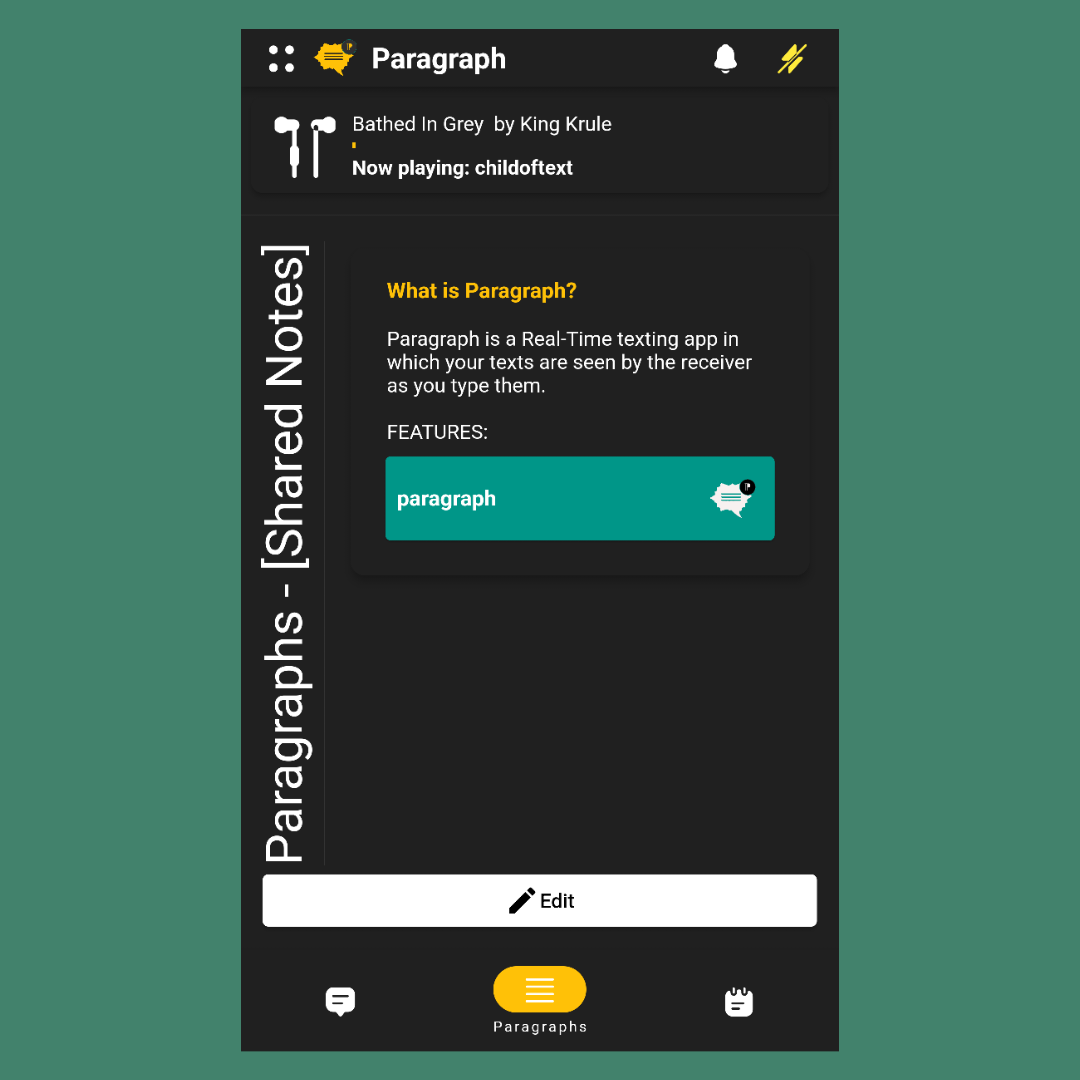 Paragraph
Bathed In Grey  by King Krule
Now playing: childoftext
Paragraphs - [Shared Notes]
What is Paragraph?
Paragraph is a Real-Time texting app in
which your texts are seen by the receiver
as you type them.
FEATURES:
paragraph
Edit
Paragraphs